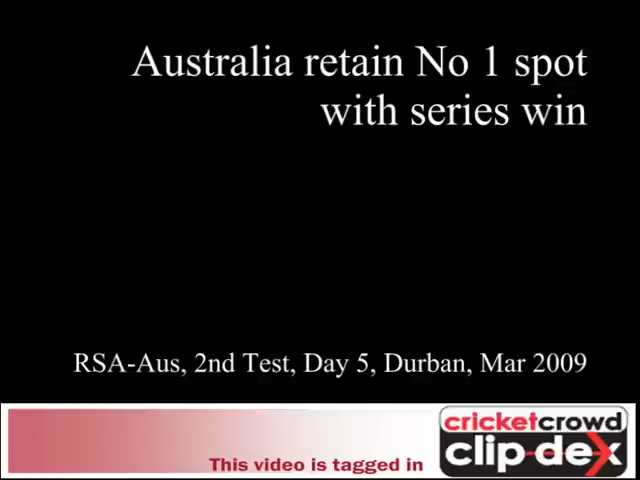 Australia retain No 1 spot
with series win
RSA-Aus, 2nd Test, Day 5, Durban, Mar 2009
This video is tagged in
cricketcrowd
clip-dex